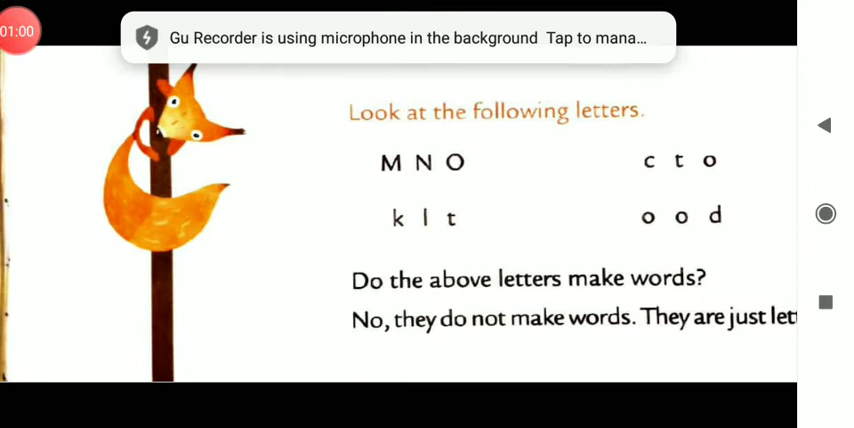 01:00
Gu Recorder is using microphone in the background Tap to mana...
Look at the following letters.
M N O
c t o
k l t
o o d
Do the above letters make words?
No, they do not make words. They are just let